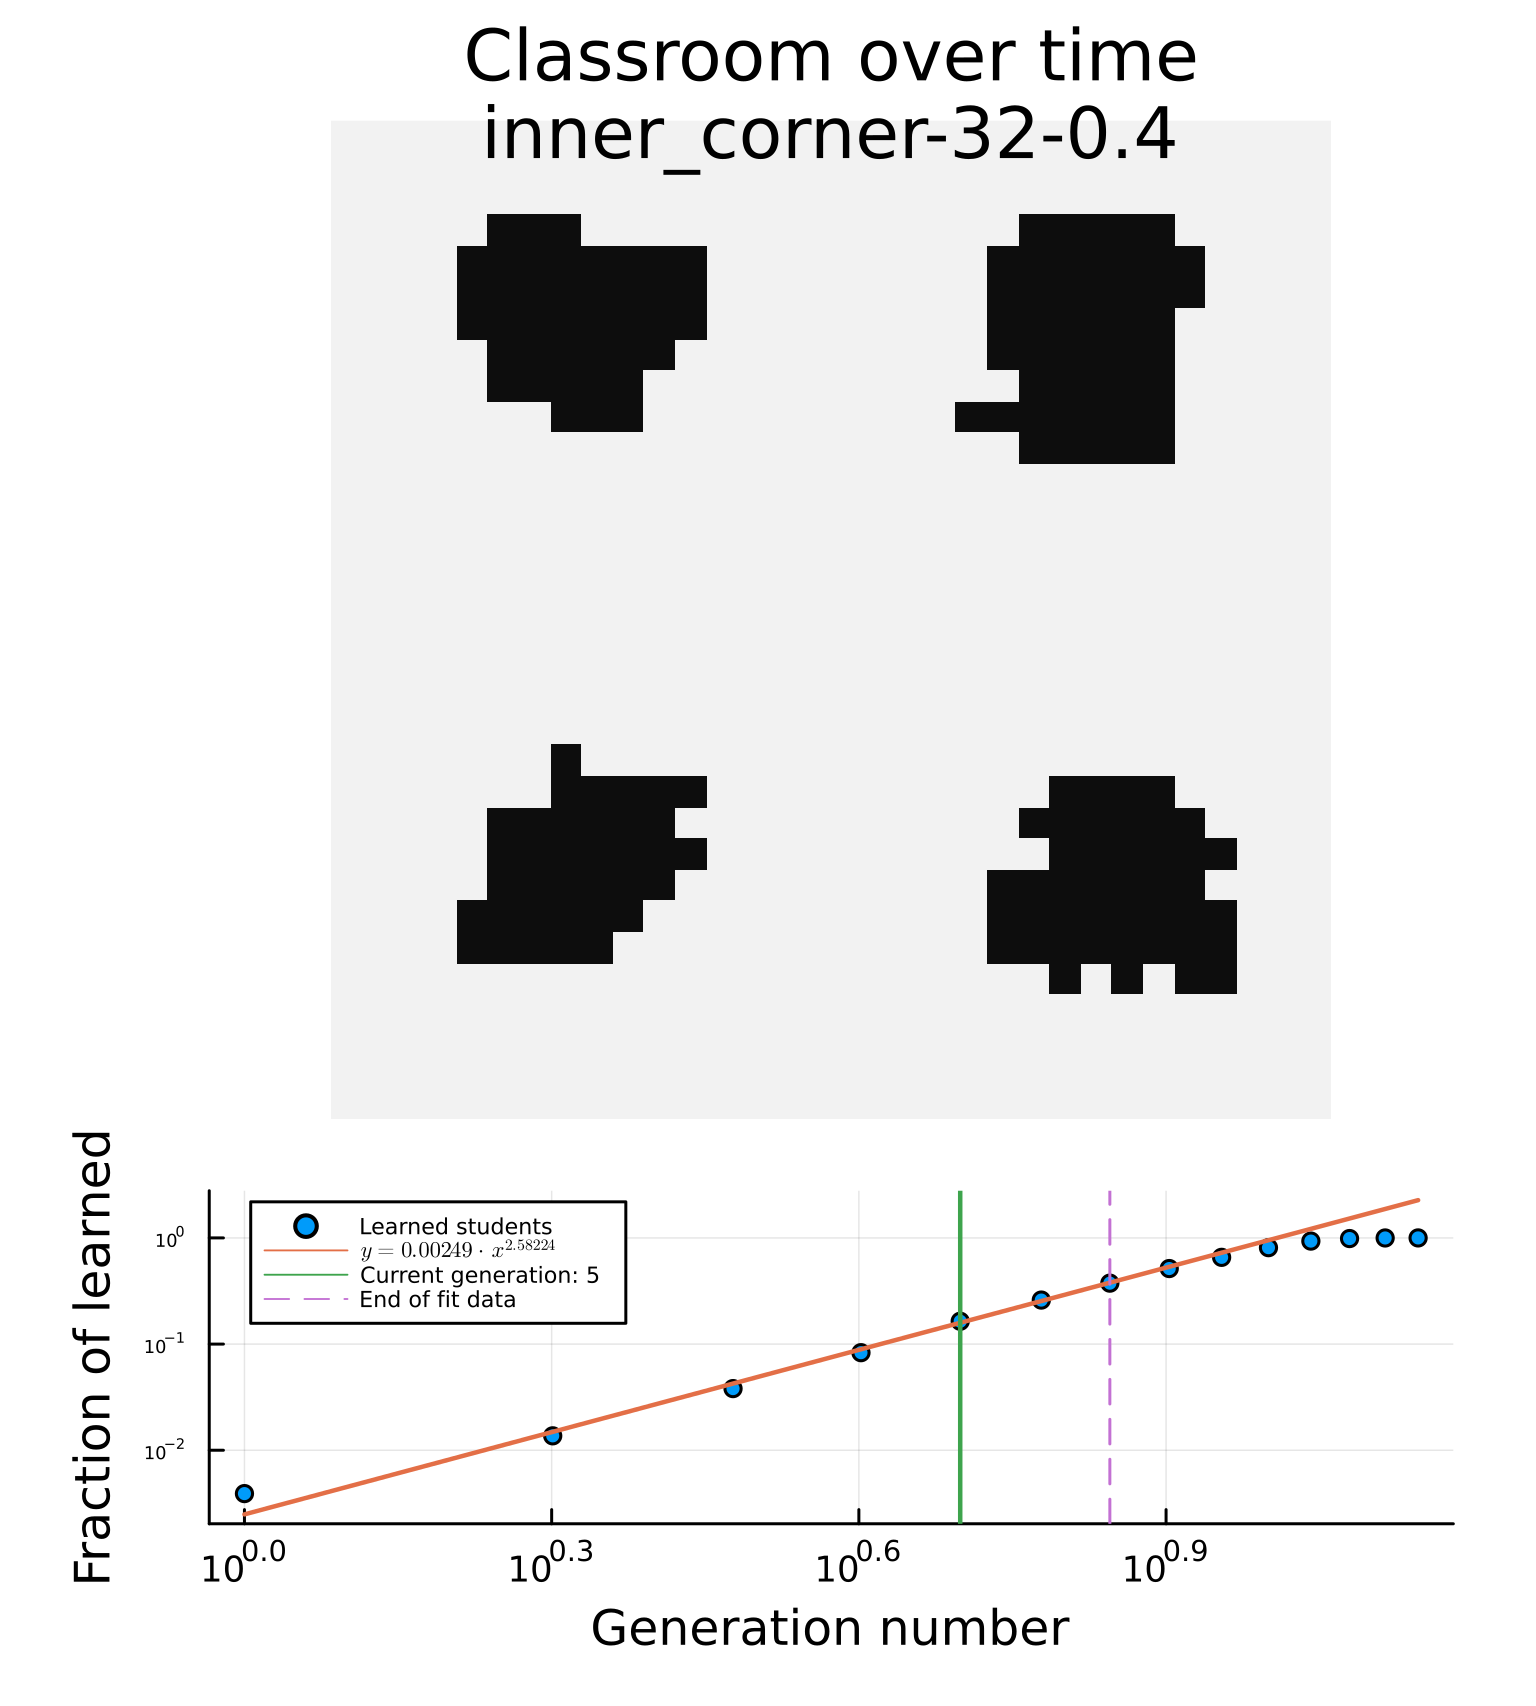 Classroom over time
inner_corner-32-0.4
Fraction of learned
10⁰
10⁻¹
10⁻²
Learned students
y = 0.00249 · x^2.58224
Current generation: 5
End of fit data
10^0.0 10^0.3 10^0.6 10^0.9
Generation number